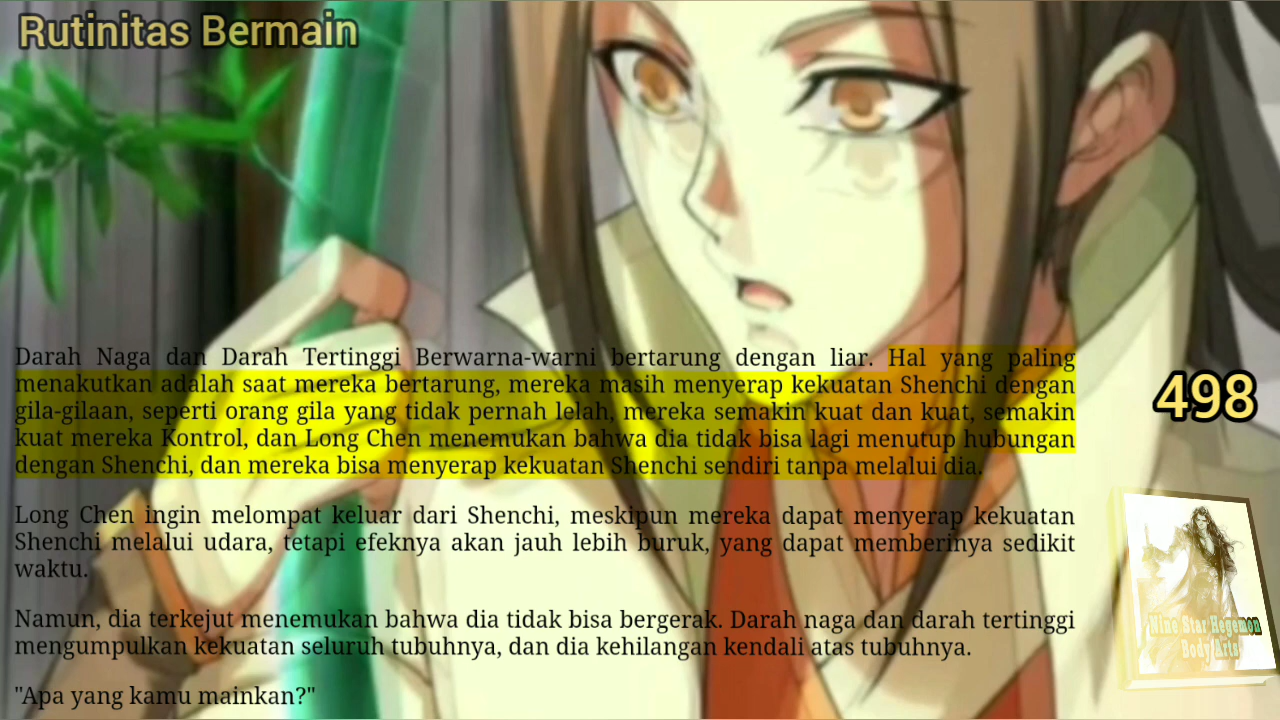 Rutinitas Bermain
Darah Naga dan Darah Tertinggi Berwarna-warni bertarung dengan liar. Hal yang paling
menakutkan adalah saat mereka bertarung, mereka masih menyerap kekuatan Shenchi dengan
gila-gilaan, seperti orang gila yang tidak pernah lelah, mereka semakin kuat dan kuat, semakin
kuat mereka Kontrol, dan Long Chen menemukan bahwa dia tidak bisa lagi menutup hubungan
dengan Shenchi, dan mereka bisa menyerap kekuatan Shenchi sendiri tanpa melalui dia.
Long Chen ingin melompat keluar dari Shenchi, meskipun mereka dapat menyerap kekuatan
Shenchi melalui udara, tetapi efeknya akan jauh lebih buruk, yang dapat memberinya sedikit
waktu.
Namun, dia terkejut menemukan bahwa dia tidak bisa bergerak. Darah naga dan darah tertinggi
mengumpulkan kekuatan seluruh tubuhnya, dan dia kehilangan kendali atas tubuhnya.
"Apa yang kamu mainkan?"
498
Nine Star Hegemon
Body Arts